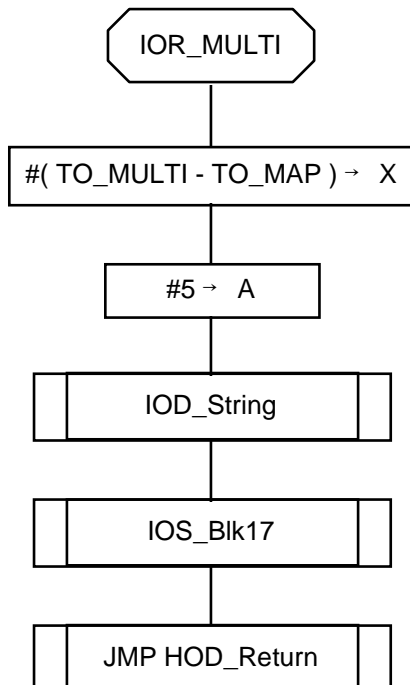 IOR_MULTI
#( TO_MULTI - TO_MAP ) → X
#5 → A
IOD_String
IOS_Blk17
JMP HOD_Return